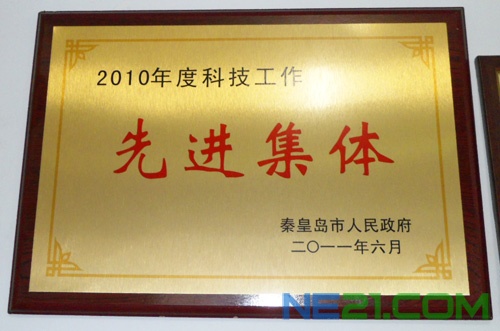 2010年度科技工作
先进集体
秦皇岛市人民政府
二〇一一年六月
NE21.COM